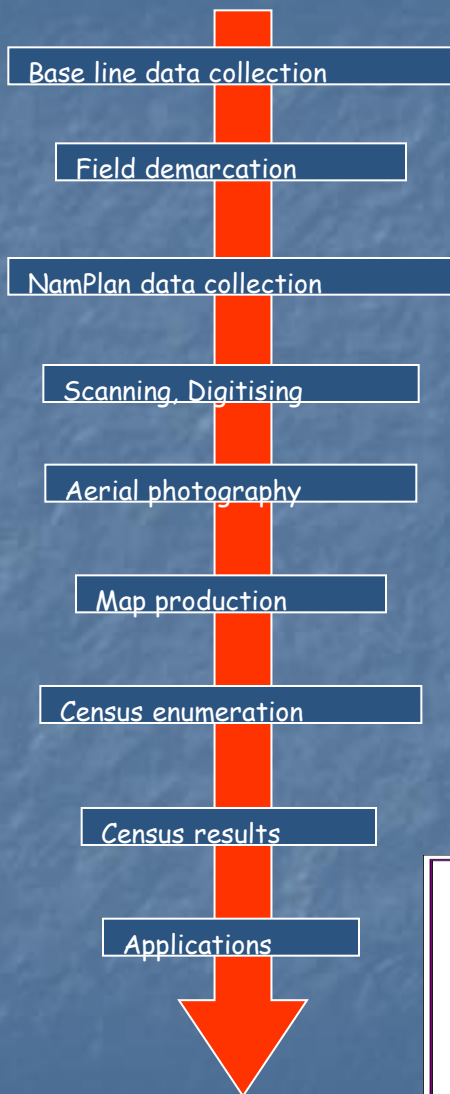 Base line data collection
Field demarcation
NamPlan data collection
Scanning, Digitising
Aerial photography
Map production
Census enumeration
Census results
Applications